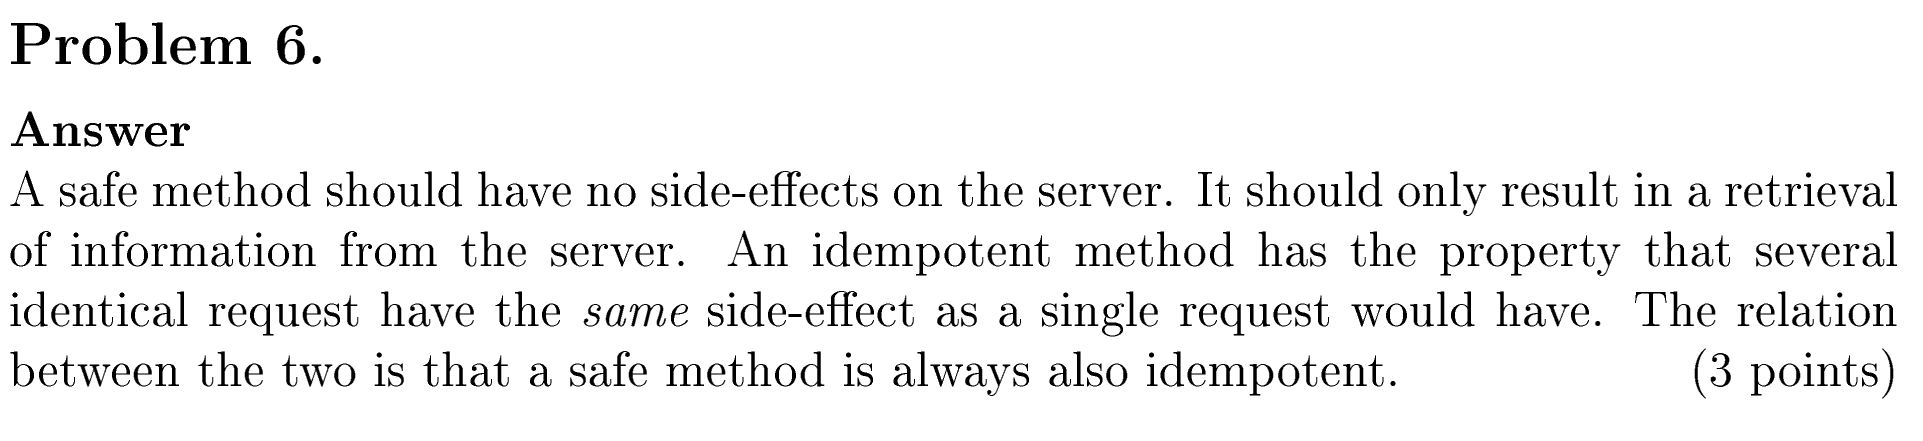 Problem 6.
Answer
A safe method should have no side-effects on the server. It should only result in a retrieval
of information from the server. An idempotent method has the property that several
identical request have the same side-effect as a single request would have. The relation
between the two is that a safe method is always also idempotent. (3 points)